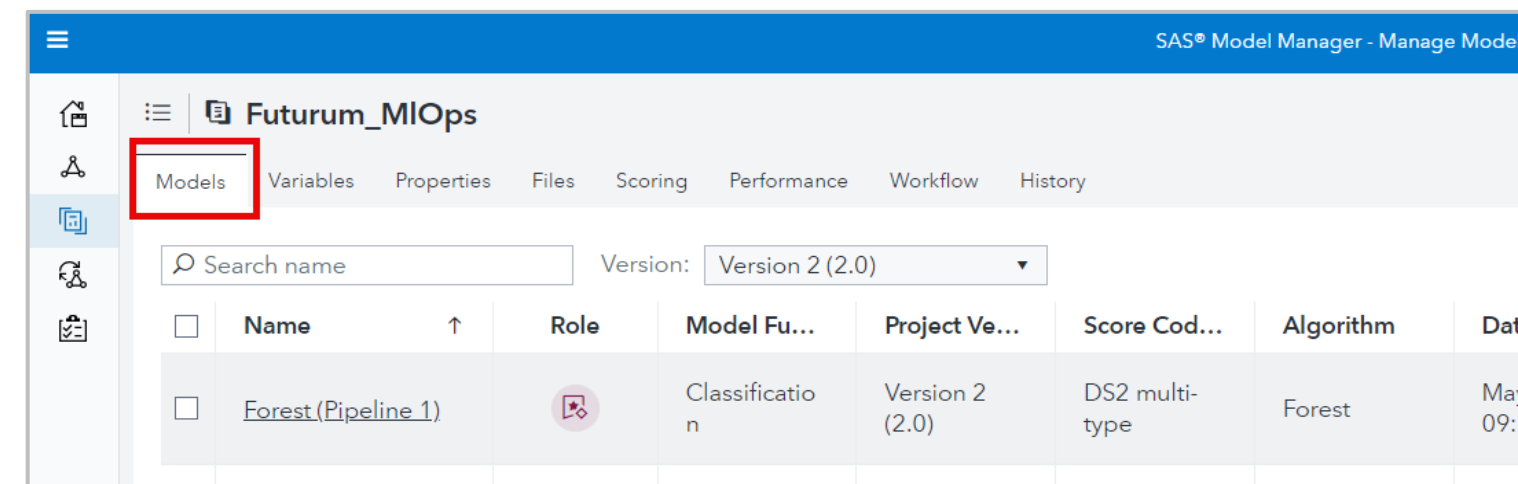 SAS® Model Manager - Manage Model
Futurum_MlOps
Models Variables Properties Files Scoring Performance Workflow History
Search name Version: Version 2 (2.0)
Name ↑ Role Model Fu... Project Ve... Score Cod... Algorithm Dat
Forest (Pipeline 1) Classificatio Version 2 DS2 multi- Forest May
n (2.0) type 09: